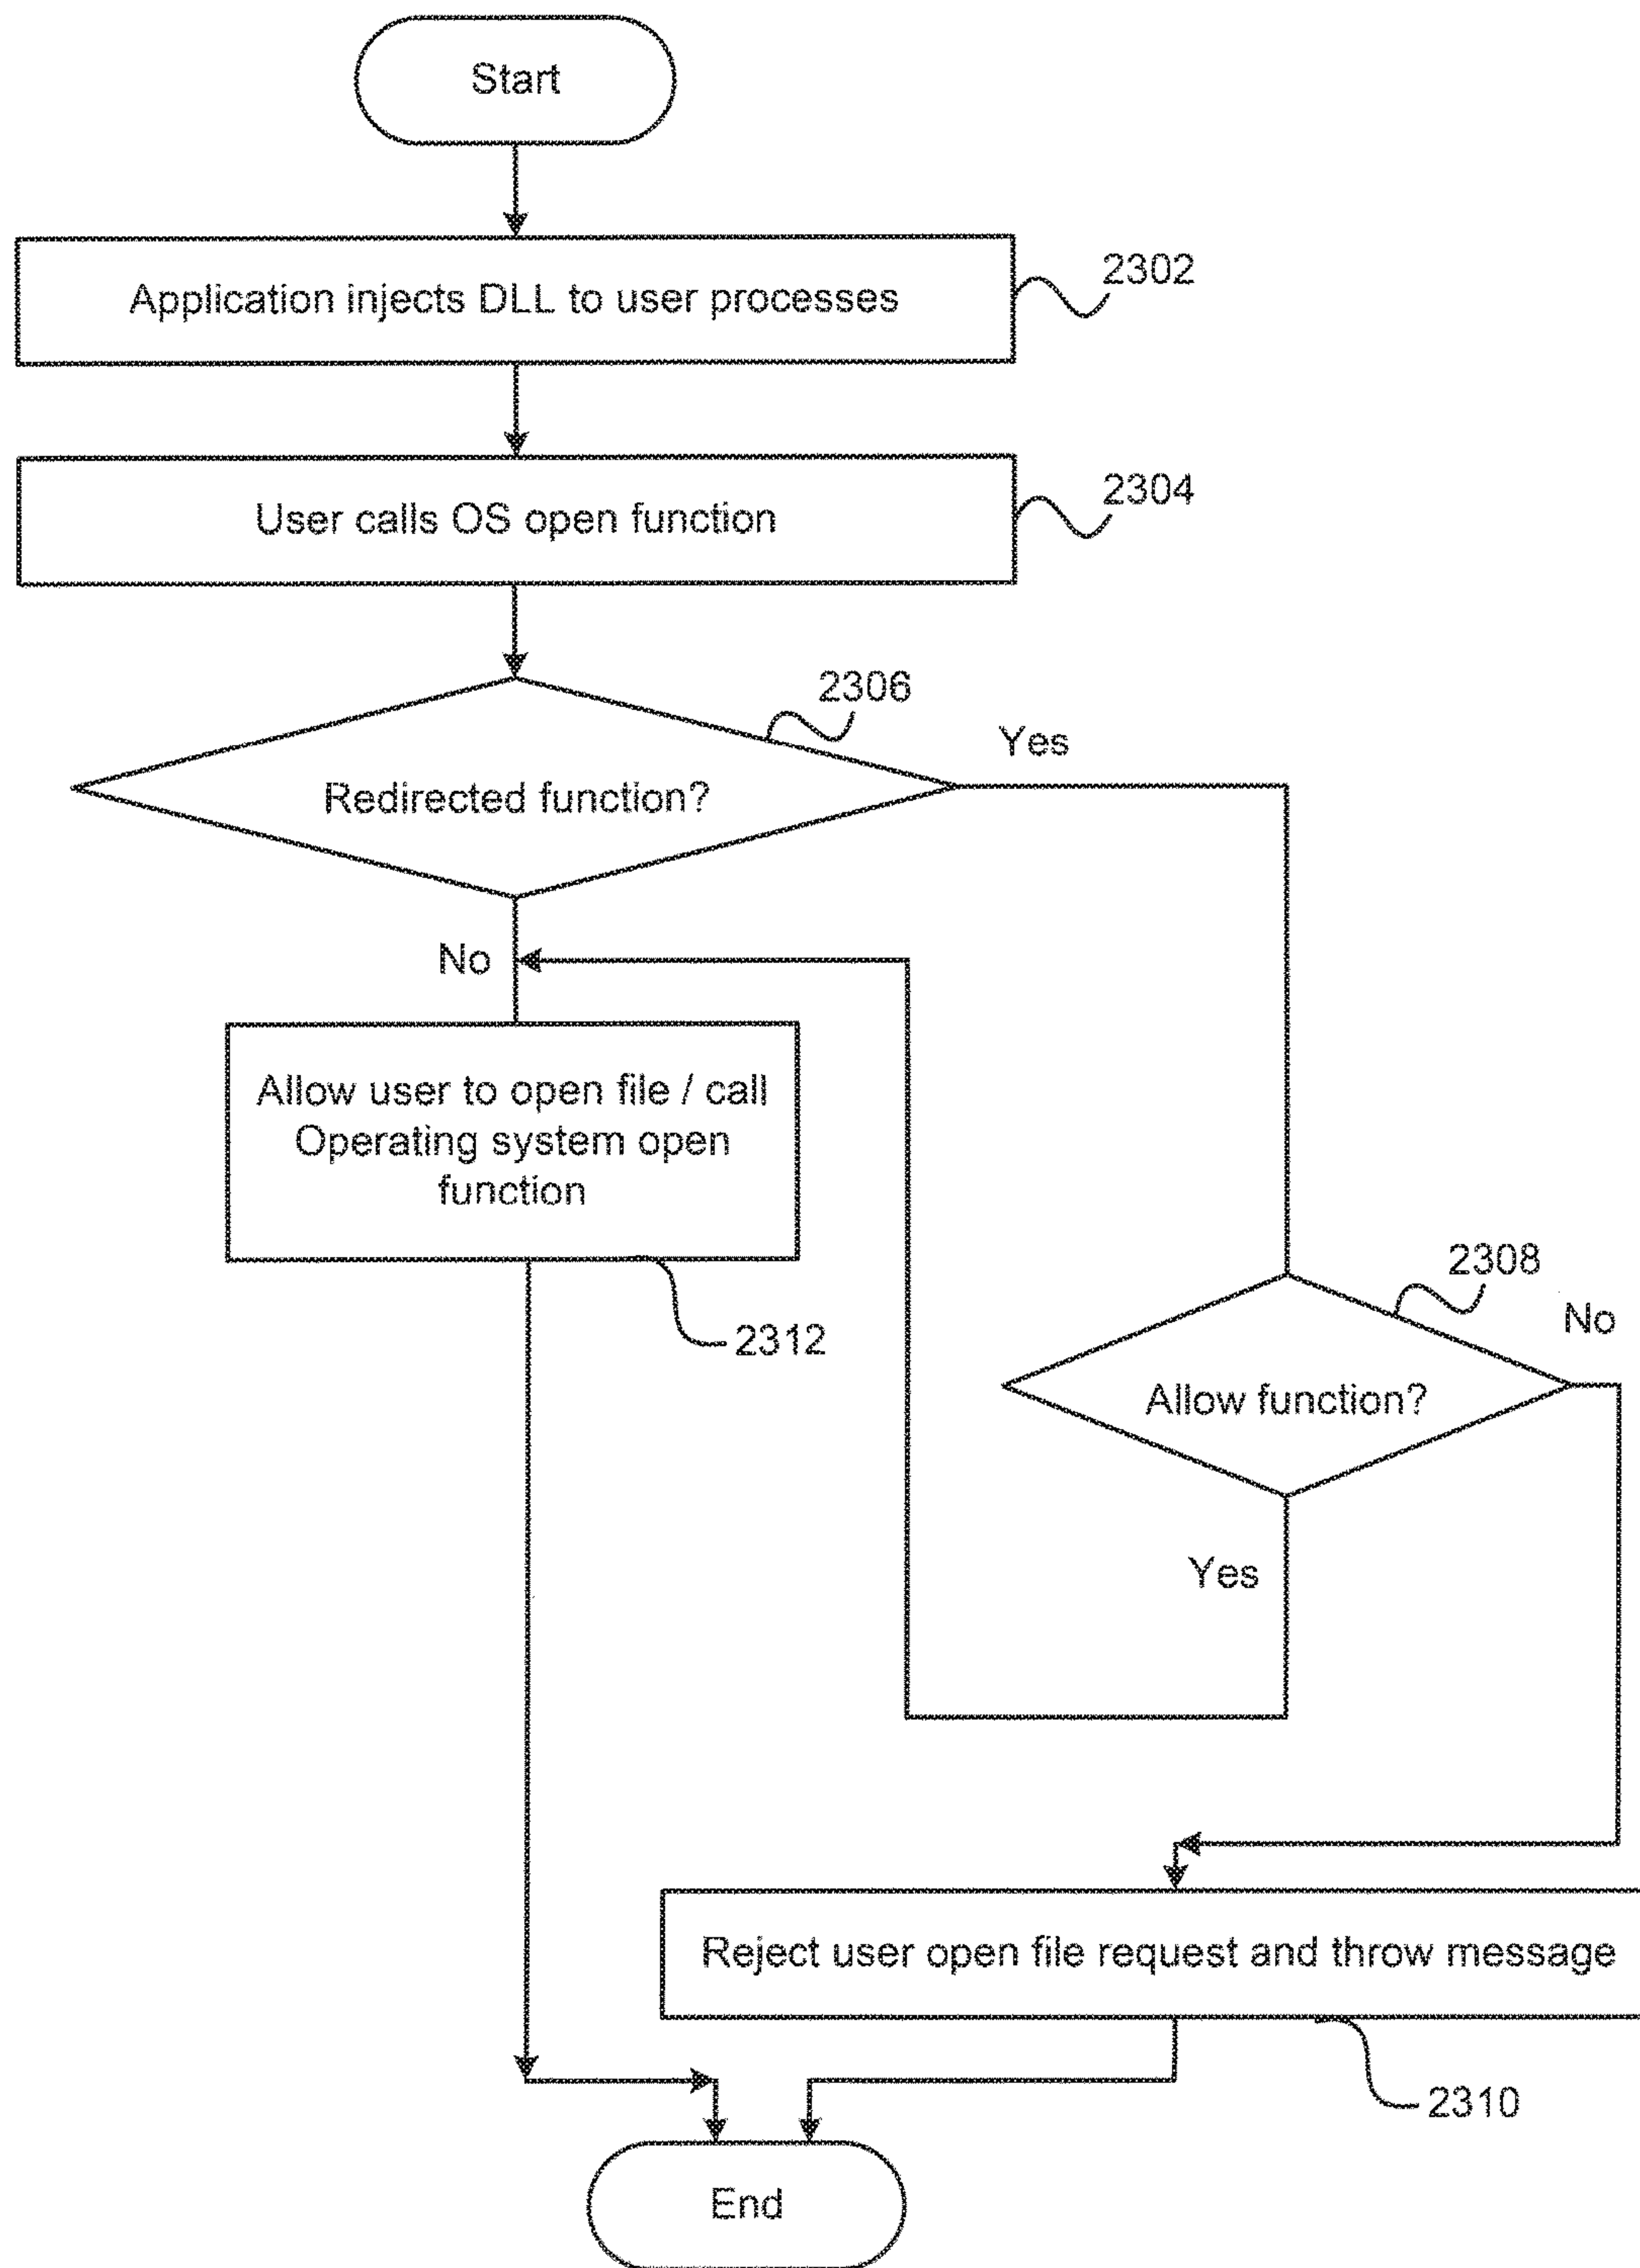 Start
Application injects DLL to user processes
2302
User calls OS open function
2304
2306
Yes
Redirected function?
No
Allow user to open file / call
Operating system open
function
2312
2308
No
Allow function?
Yes
Reject user open file request and throw message
2310
End